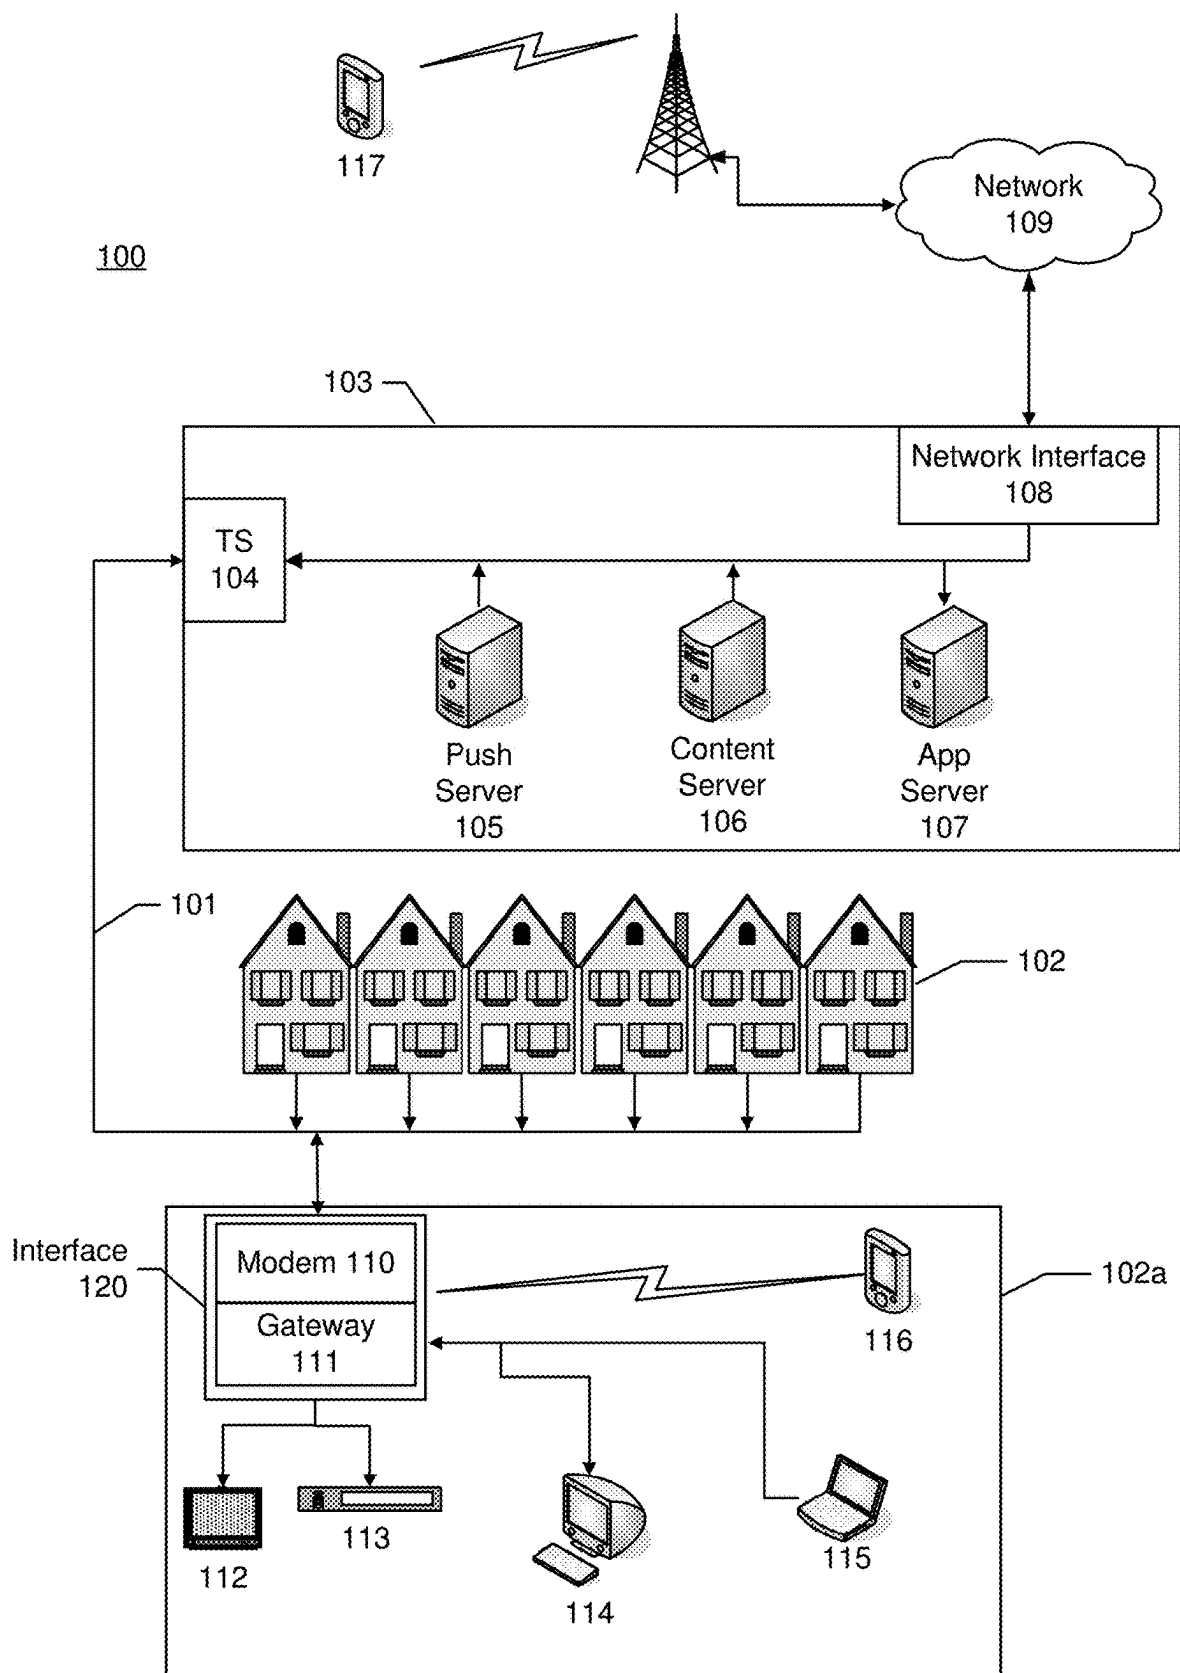 117
Network
109
100
103
Network Interface
108
TS
104
Push
Server
105
Content
Server
106
App
Server
107
101
102
Interface
120
Modem 110
Gateway
111
102a
116
112
113
114
115